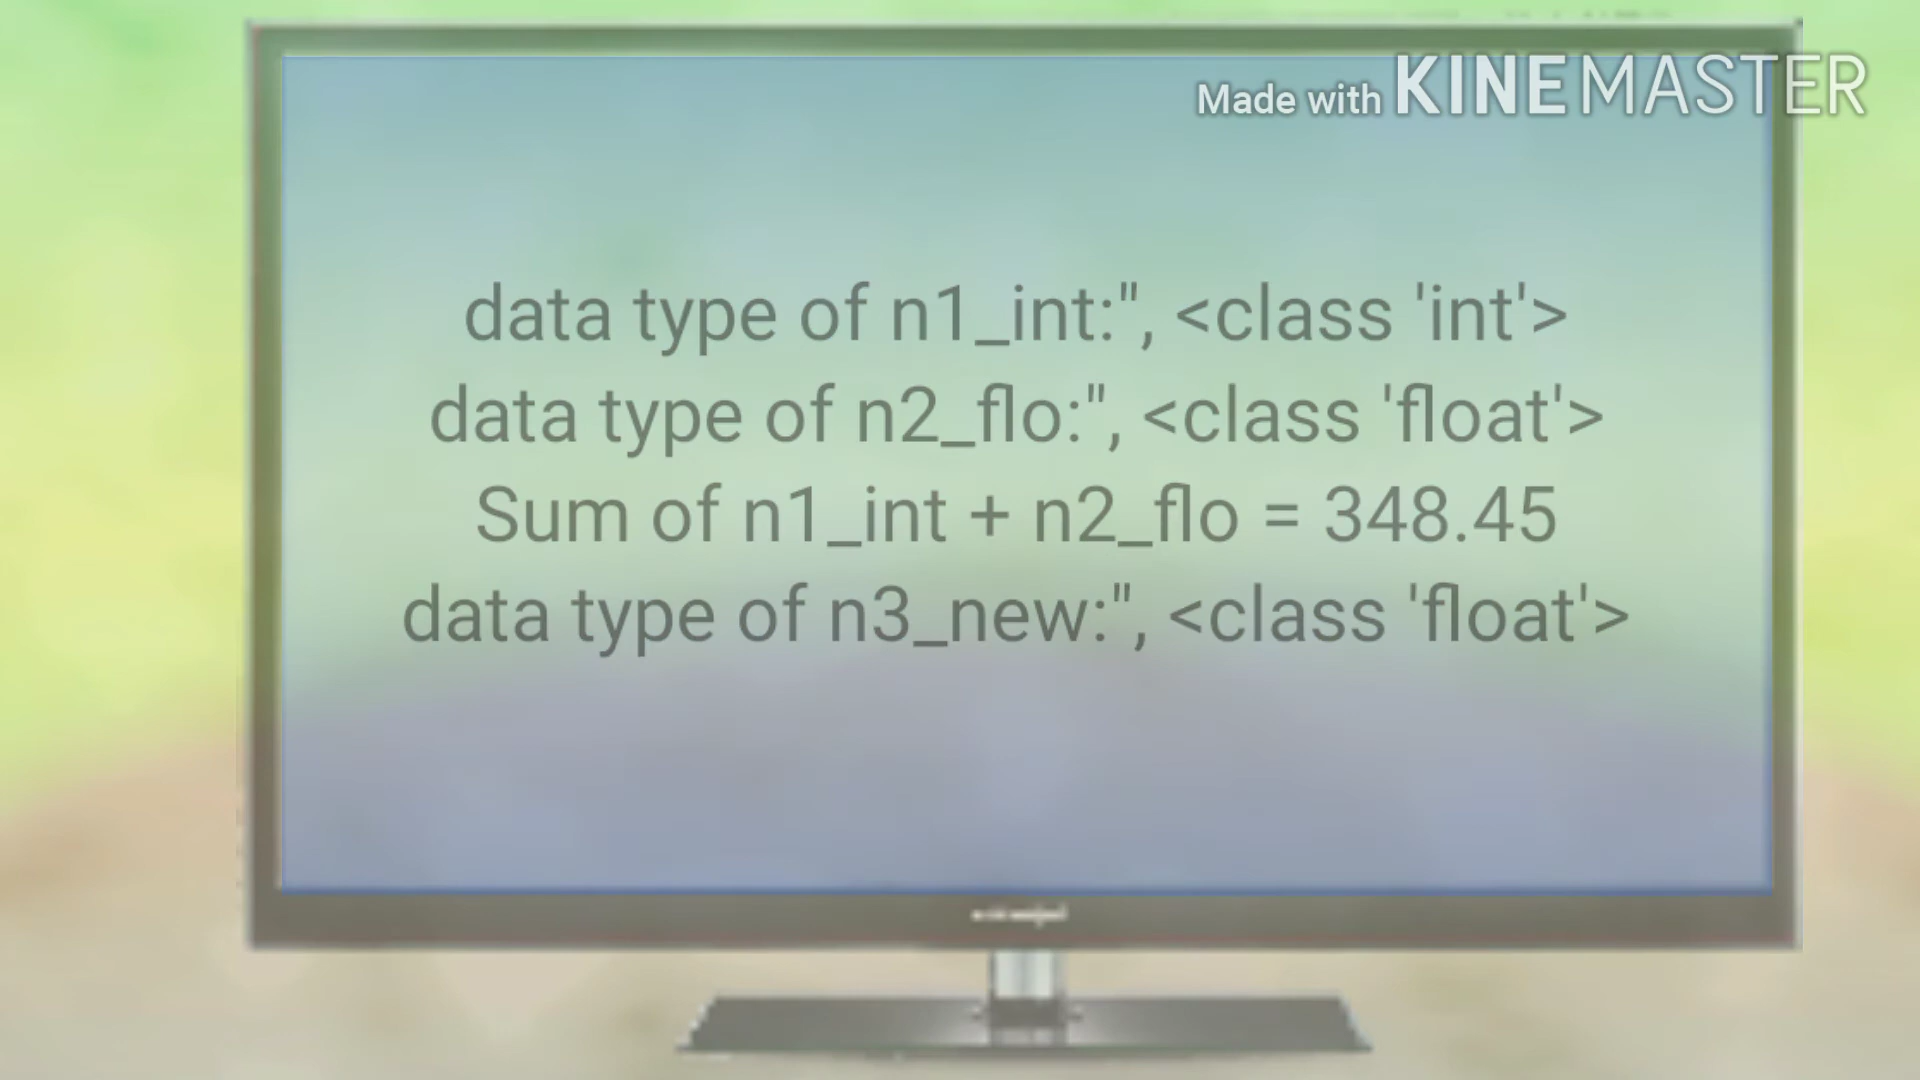 Made with KINEMASTER
data type of n1_int:", <class 'int'>
data type of n2_flo:", <class 'float'>
Sum of n1_int + n2_flo = 348.45
data type of n3_new:", <class 'float'>